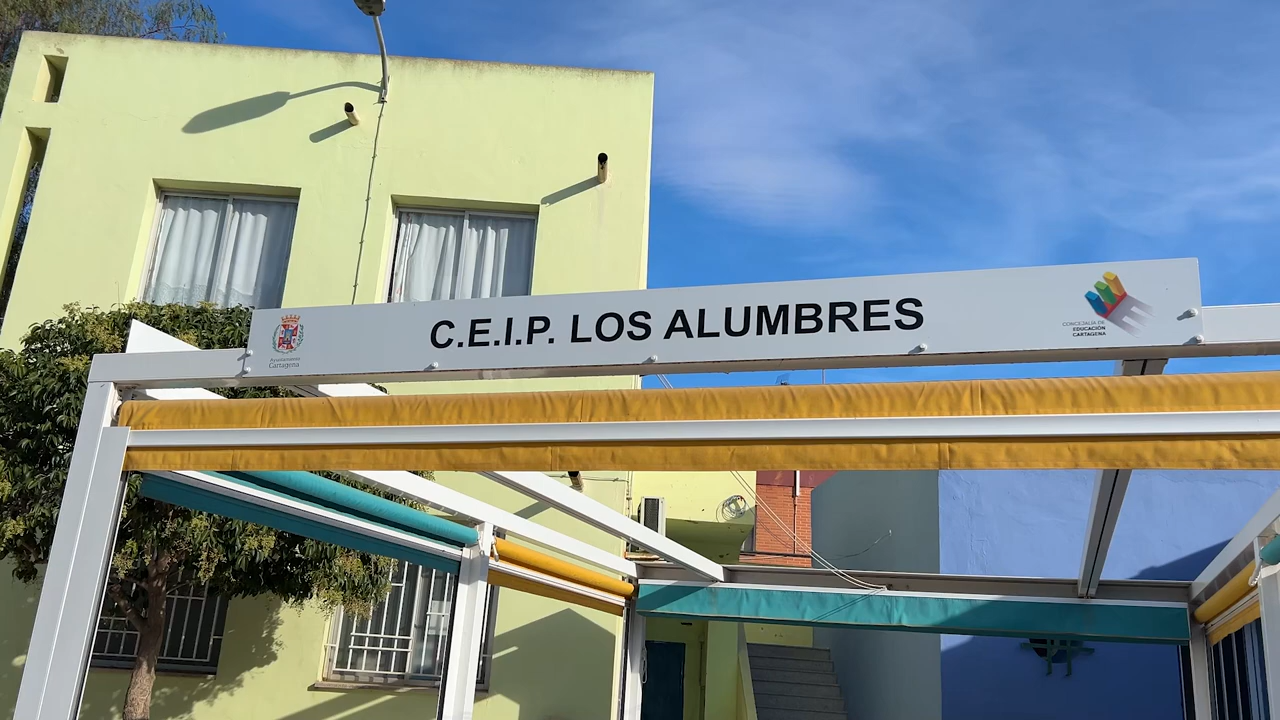 C.E.I.P. LOS ALUMBRES
Ayuntamiento
Cartagena
CONCEJALÍA DE
EDUCACIÓN
CARTAGENA